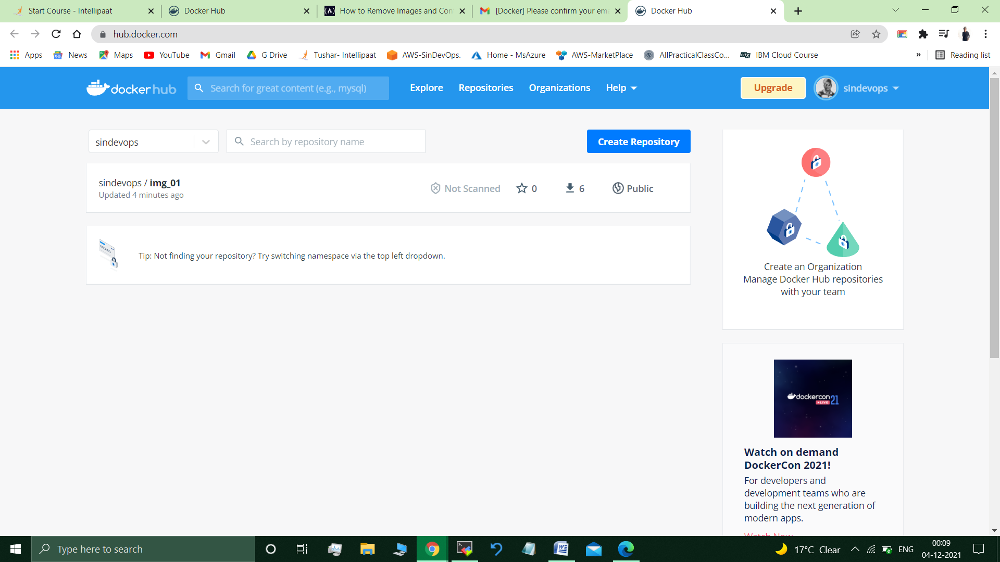 Start Course - Intellipaat
Docker Hub
How to Remove Images and Con
[Docker] Please confirm your ema
Docker Hub
hub.docker.com
Apps
News
Maps
YouTube
Gmail
G Drive
Tushar- Intellipaat
AWS-SinDevOps.
Home - MsAzure
AWS-MarketPlace
AllPracticalClassCo...
edX
IBM Cloud Course
»
Reading list
docker hub
Search for great content (e.g., mysql)
Explore
Repositories
Organizations
Help
Upgrade
sindevops
sindevops
Search by repository name
Create Repository
sindevops / img_01
Updated 4 minutes ago
Not Scanned
0
6
Public
Tip: Not finding your repository? Try switching namespace via the top left dropdown.
Create an Organization
Manage Docker Hub repositories
with your team
dockercon
LIVE
21
Watch on demand
DockerCon 2021!
For developers and
development teams who are
building the next generation of
modern apps.
Watch Now
Type here to search
17°C Clear
ENG
00:09
04-12-2021